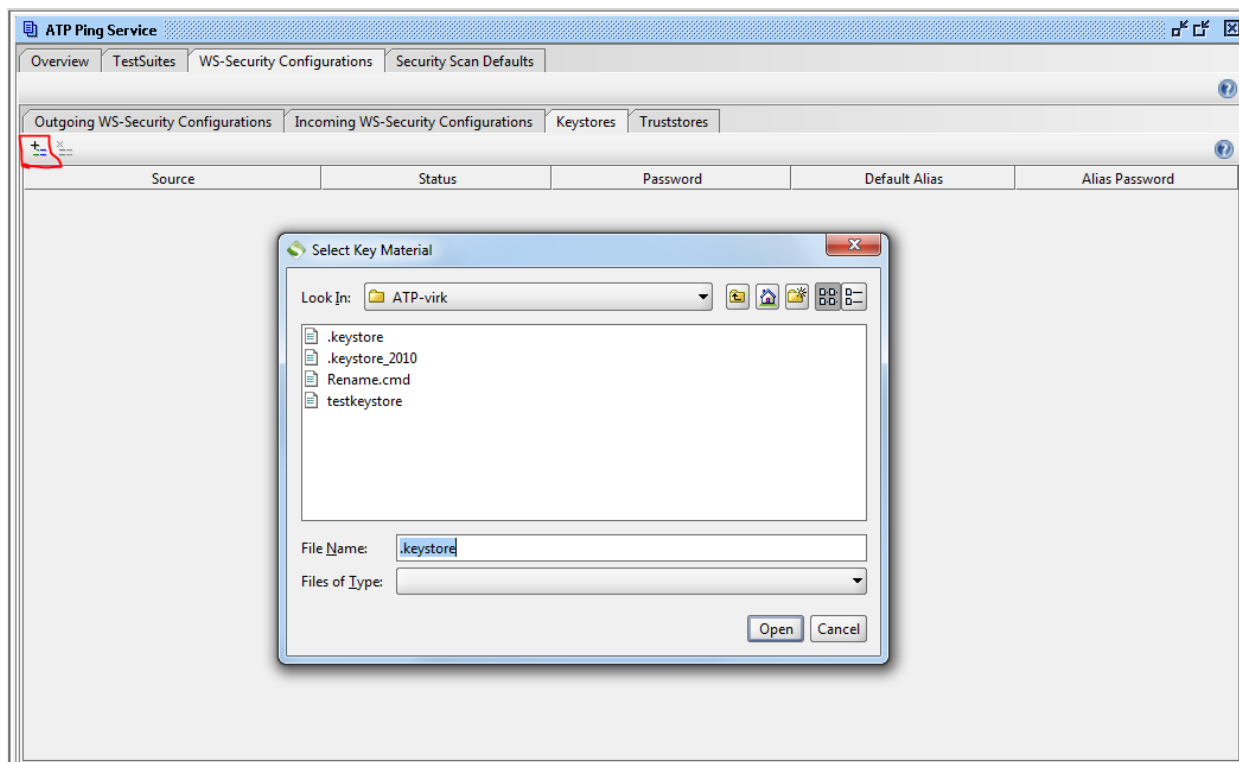 ATP Ping Service
Overview TestSuites WS-Security Configurations Security Scan Defaults
Outgoing WS-Security Configurations Incoming WS-Security Configurations Keystores Truststores
Source Status Password Default Alias Alias Password
Select Key Material
Look In: ATP-virk
.keystore
.keystore_2010
Rename.cmd
testkeystore
File Name: .keystore
Files of Type:
Open Cancel